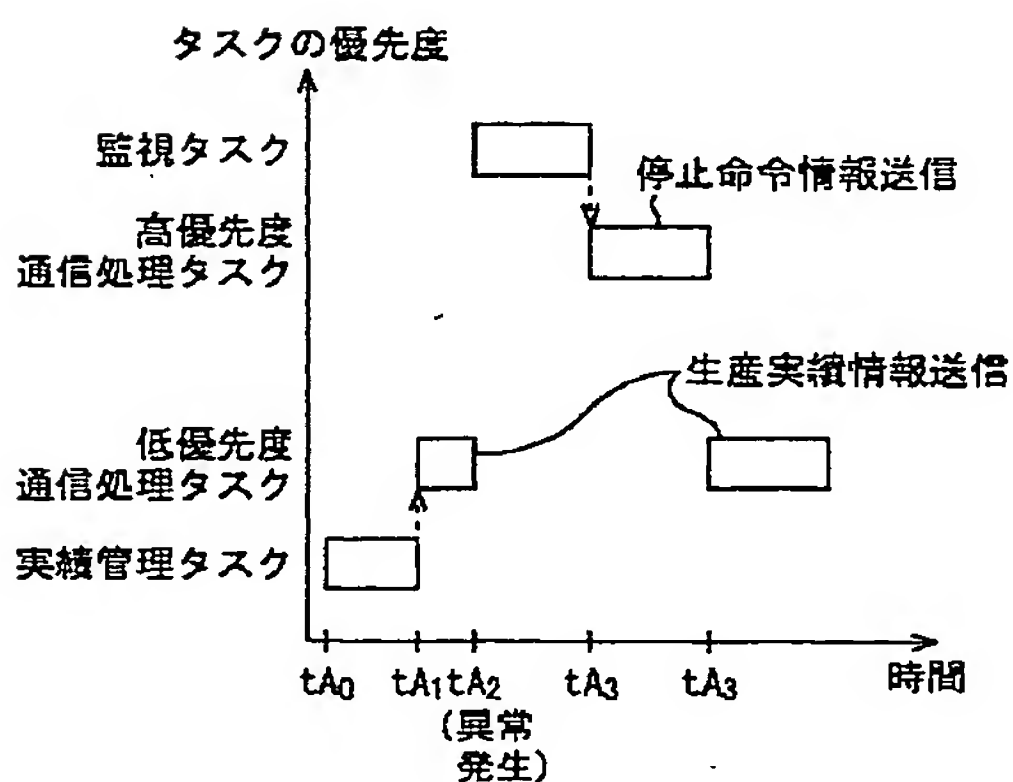 タスクの優先度
監視タスク
停止命令情報送信
高優先度
通信処理タスク
生産実績情報送信
低優先度
通信処理タスク
実績管理タスク
tA0 tA1 tA2 tA3 tA3 時間
(異常
発生)